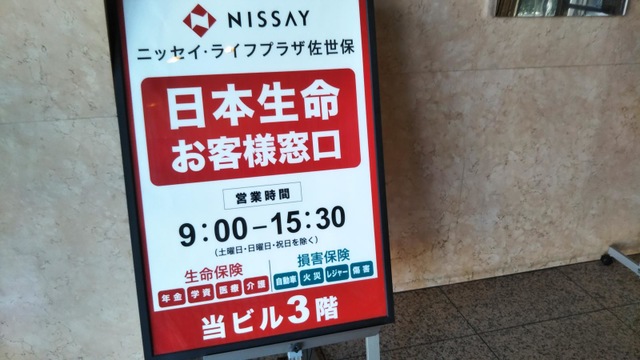 NISSAY
ニッセイ・ライフプラザ佐世保
日本生命
お客様窓口
営業時間
9:00－15:30
(土曜日・日曜日・祝日を除く)
生命保険 損害保険
年金 学資 医療 介護 自動車 火災 レジャー 傷害
当ビル3階